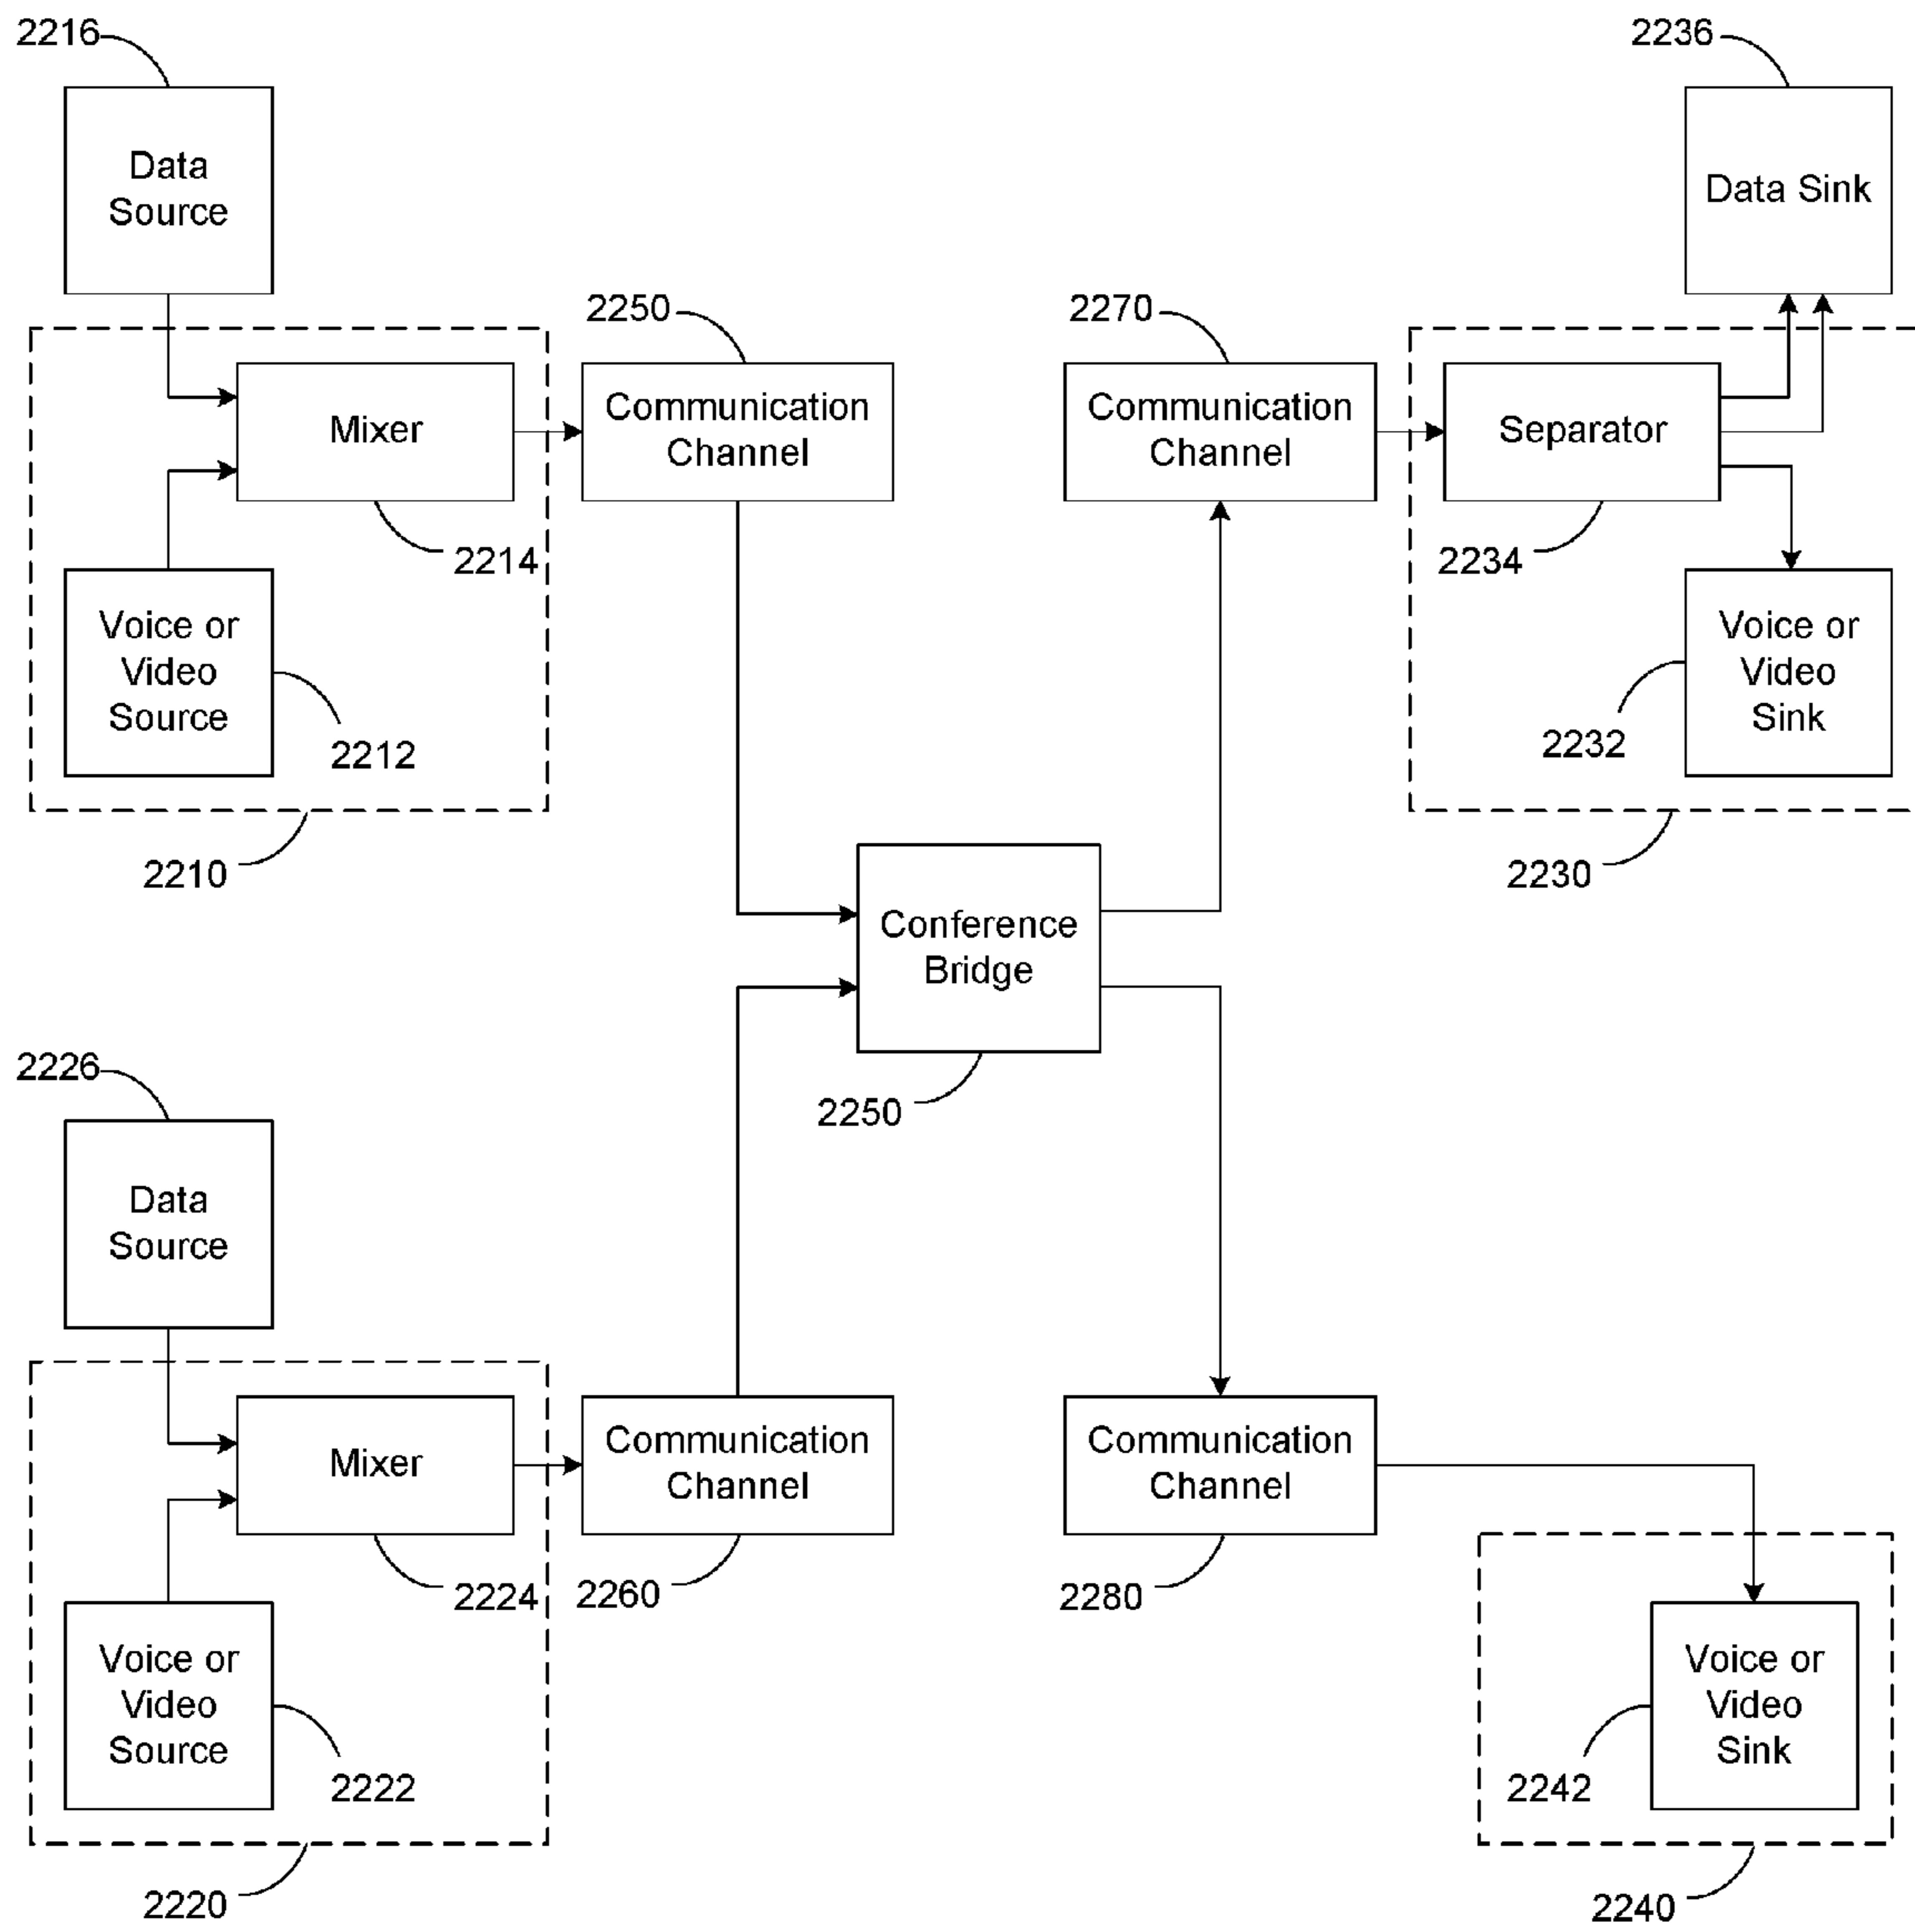 2216
2236
Data
Source
Data Sink
2250
2270
Mixer
Communication
Channel
Communication
Channel
Separator
2214
2234
Voice or
Video
Source
2212
Voice or
Video
Sink
2232
2210
2230
Conference
Bridge
2250
2226
Data
Source
Mixer
Communication
Channel
Communication
Channel
2224
2260
2280
Voice or
Video
Source
2222
Voice or
Video
Sink
2242
2220
2240